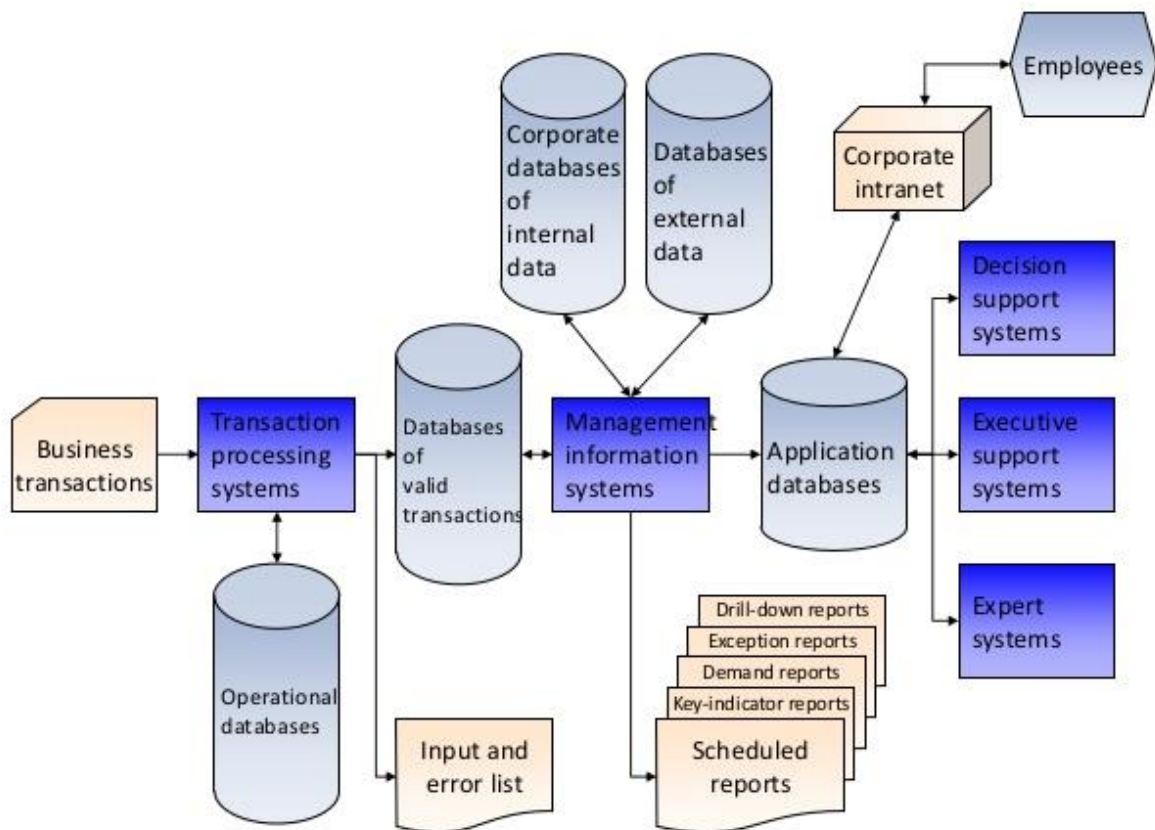 Employees
Corporate
databases
of
internal
data
Databases
of
external
data
Corporate
intranet
Decision
support
systems
Business
transactions
Transaction
processing
systems
Databases
of
valid
transactions
Management
information
systems
Application
databases
Executive
support
systems
Expert
systems
Operational
databases
Input and
error list
Drill-down reports
Exception reports
Demand reports
Key-indicator reports
Scheduled
reports